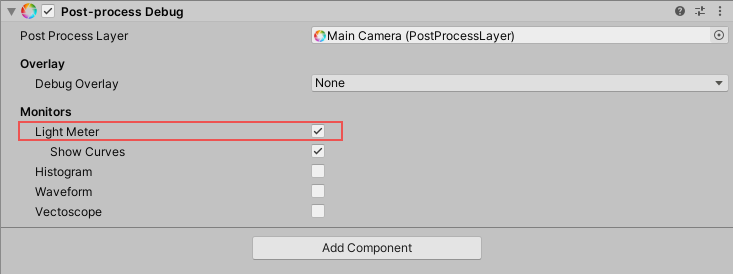 Post-process Debug
Post Process Layer Main Camera (PostProcessLayer)
Overlay
Debug Overlay None
Monitors
Light Meter
Show Curves
Histogram
Waveform
Vectoscope
Add Component